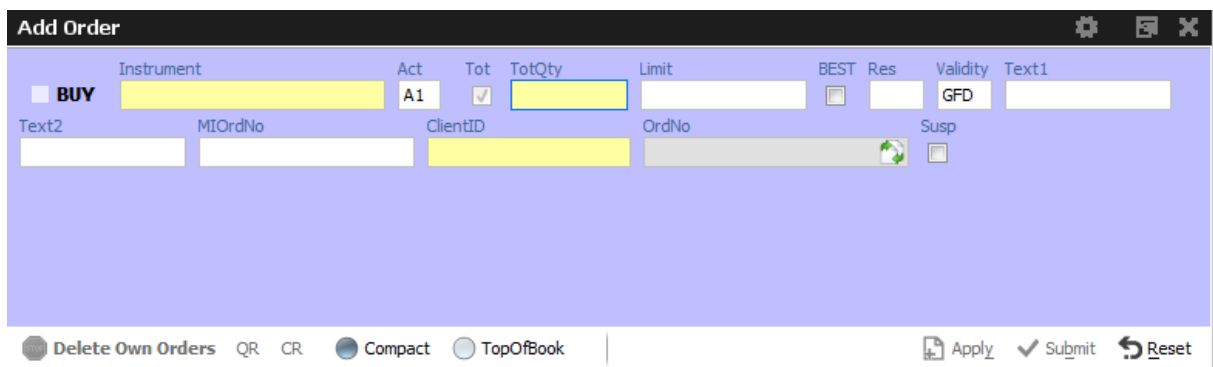 Add Order
Instrument Act Tot TotQty Limit BEST Res Validity Text1
BUY A1 GFD
Text2 MIOrdNo ClientID OrdNo Susp
STOP Delete Own Orders QR CR Compact TopOfBook Apply Submit Reset